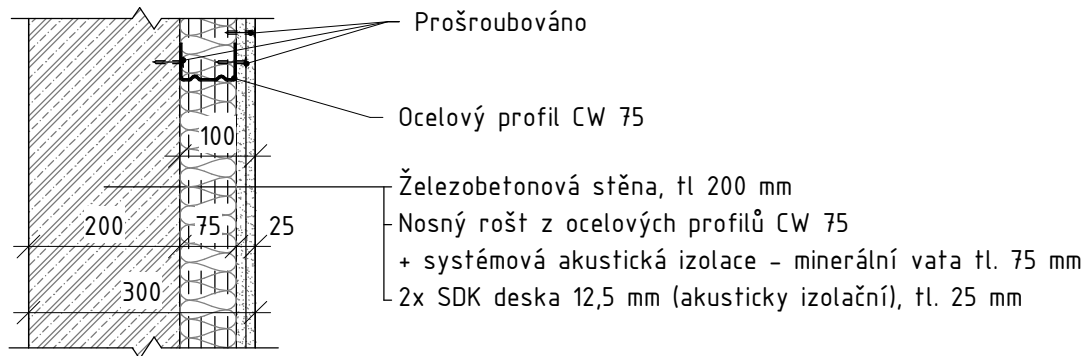 Prošroubováno
Ocelový profil CW 75
100
Železobetonová stěna, tl 200 mm
200 75 25
Nosný rošt z ocelových profilů CW 75
+ systémová akustická izolace - minerální vata tl. 75 mm
300
2x SDK deska 12,5 mm (akusticky izolační), tl. 25 mm